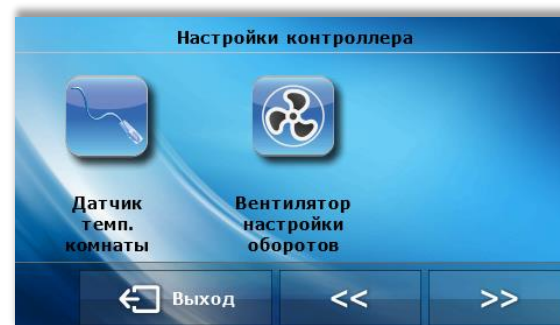 Настройки контроллера
Датчик
темп.
комнаты
Вентилятор
настройки
оборотов
Выход
<<
>>